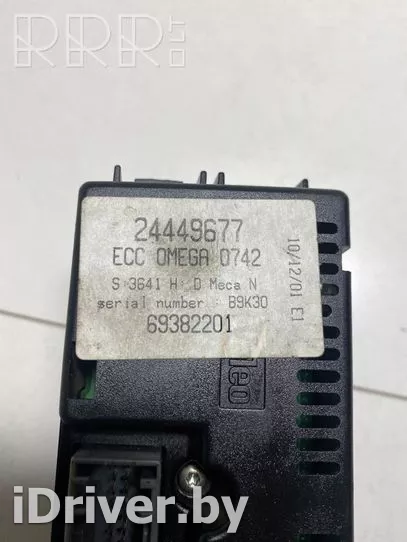 RRR
24449677
ECC OMEGA 0742
S 3641 H D Meca N
serial number : B9K30
69382201
10/12/01 E1
iDriver.by